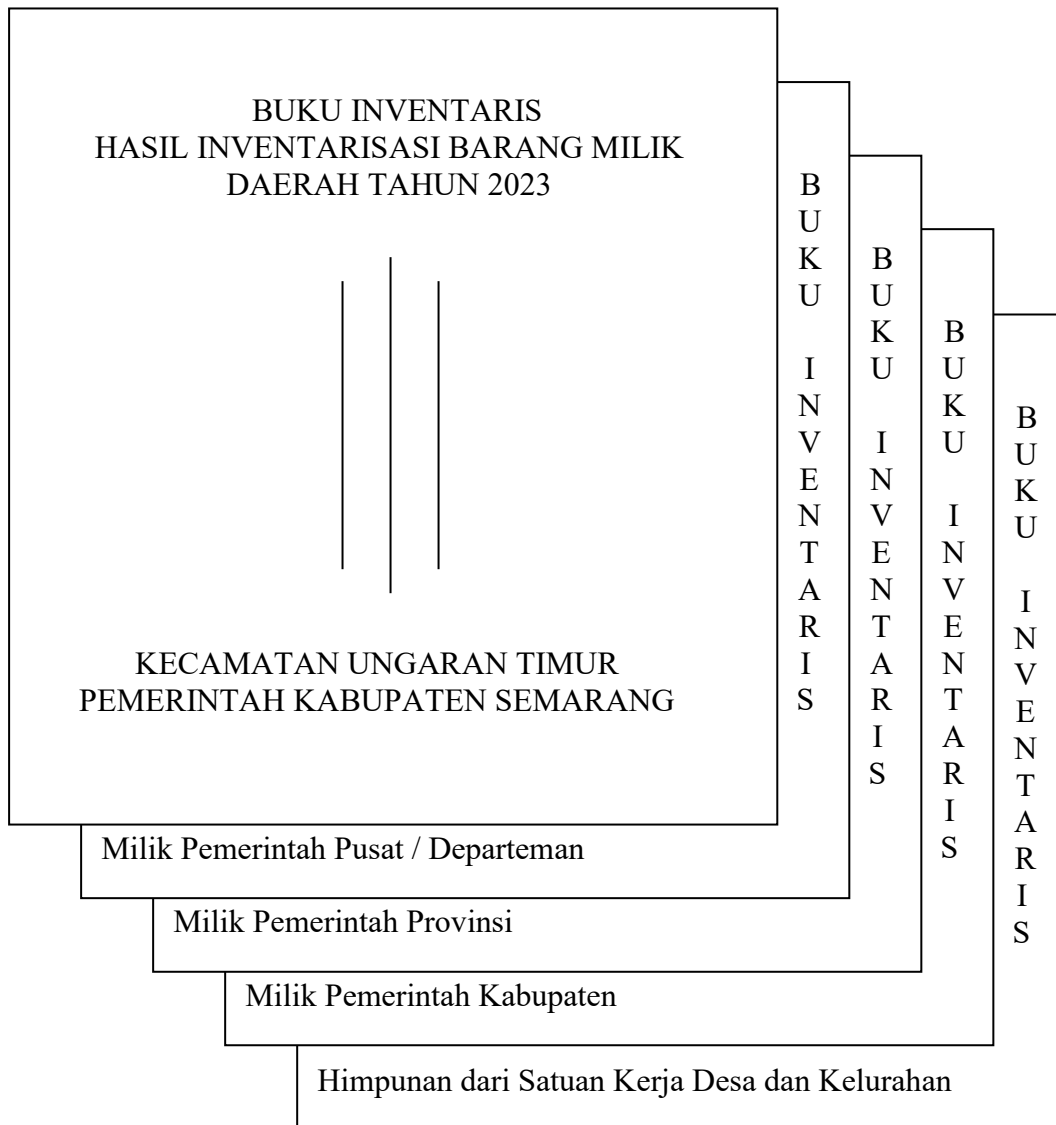 BUKU INVENTARIS
HASIL INVENTARISASI BARANG MILIK
DAERAH TAHUN 2023
KECAMATAN UNGARAN TIMUR
PEMERINTAH KABUPATEN SEMARANG
BUKU INVENTARIS
Milik Pemerintah Pusat / Departeman
BUKU INVENTARIS
Milik Pemerintah Provinsi
BUKU INVENTARIS
Milik Pemerintah Kabupaten
BUKU INVENTARIS
Himpunan dari Satuan Kerja Desa dan Kelurahan